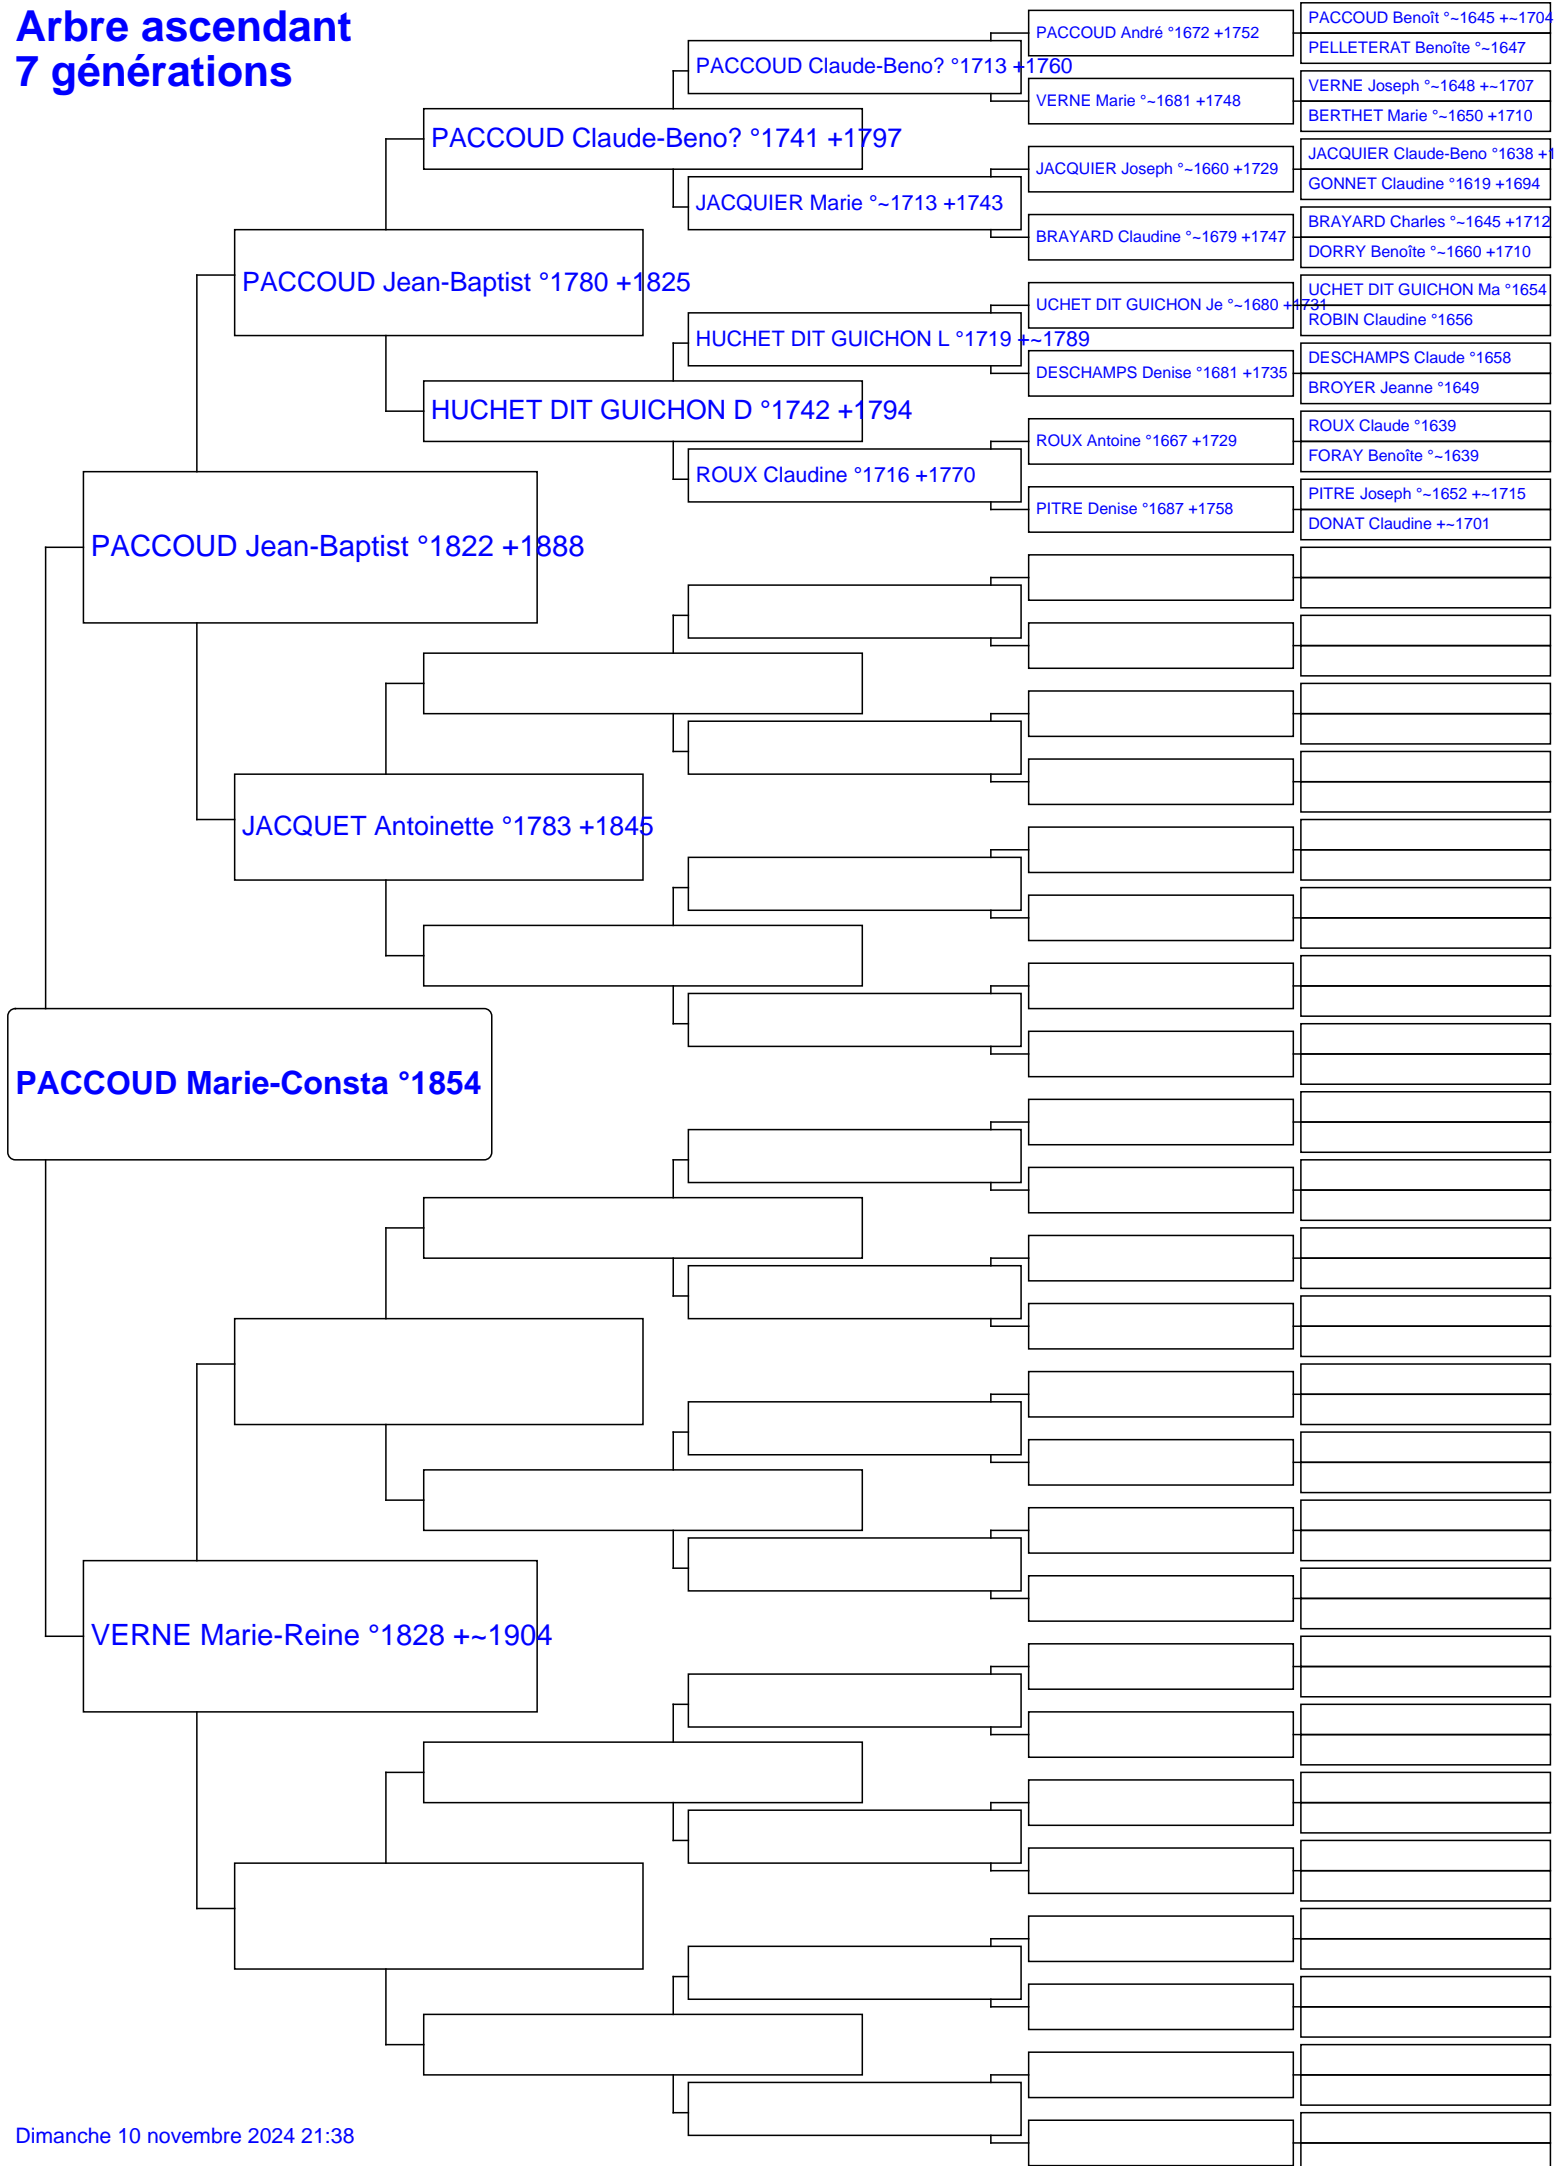 Arbre ascendant
7 générations
PACCOUD Benoît °~1645 +~1704
PACCOUD André °1672 +1752
PELLETERAT Benoîte °~1647
PACCOUD Claude-Beno? °1713 +1760
VERNE Joseph °~1648 +~1707
VERNE Marie °~1681 +1748
BERTHET Marie °~1650 +1710
PACCOUD Claude-Beno? °1741 +1797
JACQUIER Claude-Beno °1638 +1
JACQUIER Joseph °~1660 +1729
GONNET Claudine °1619 +1694
JACQUIER Marie °~1713 +1743
BRAYARD Charles °~1645 +1712
BRAYARD Claudine °~1679 +1747
DORRY Benoîte °~1660 +1710
PACCOUD Jean-Baptist °1780 +1825
UCHET DIT GUICHON Ma °1654
UCHET DIT GUICHON Je °~1680 +1731
ROBIN Claudine °1656
HUCHET DIT GUICHON L °1719 +~1789
DESCHAMPS Claude °1658
DESCHAMPS Denise °1681 +1735
BROYER Jeanne °1649
HUCHET DIT GUICHON D °1742 +1794
ROUX Claude °1639
ROUX Antoine °1667 +1729
FORAY Benoîte °~1639
ROUX Claudine °1716 +1770
PITRE Joseph °~1652 +~1715
PITRE Denise °1687 +1758
DONAT Claudine +~1701
PACCOUD Jean-Baptist °1822 +1888
JACQUET Antoinette °1783 +1845
PACCOUD Marie-Consta °1854
VERNE Marie-Reine °1828 +~1904
Dimanche 10 novembre 2024 21:38